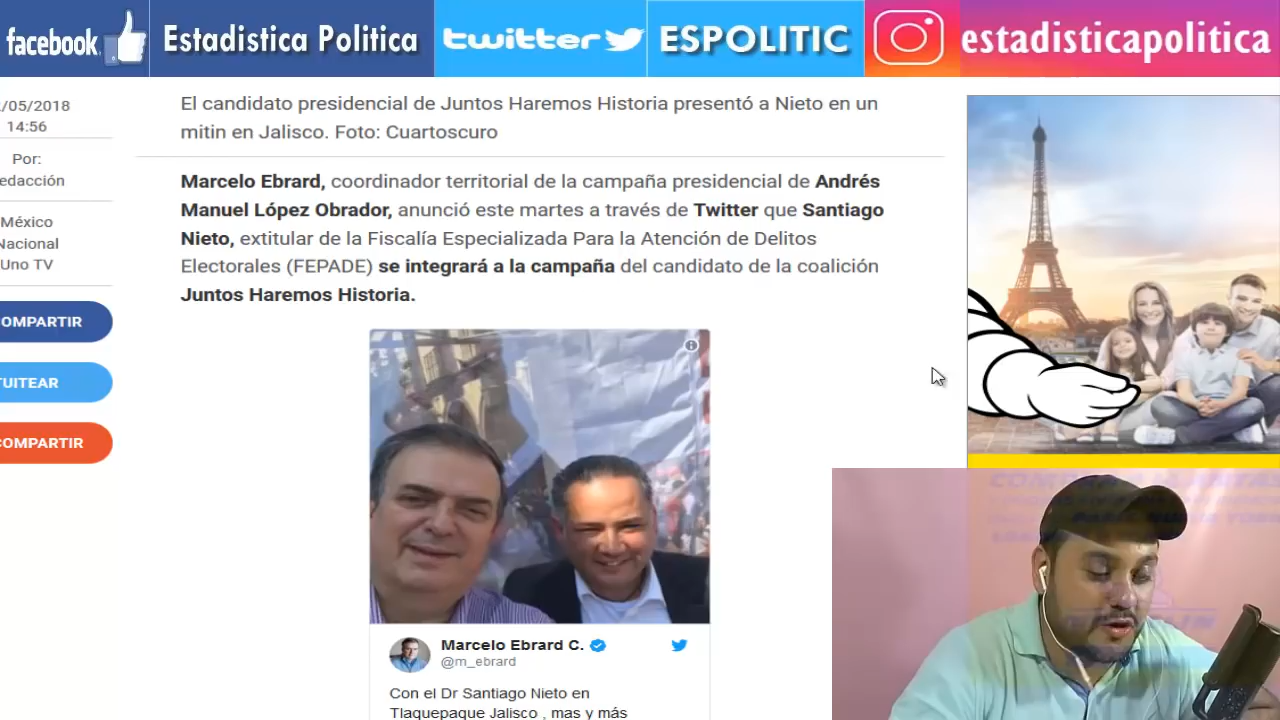 facebook
Estadistica Politica
twitter
ESPOLITIC
estadisticapolitica
/05/2018
14:56
Por:
edacción
México
Nacional
Uno TV
OMPARTIR
TUITEAR
COMPARTIR
El candidato presidencial de Juntos Haremos Historia presentó a Nieto en un
mitin en Jalisco. Foto: Cuartoscuro
Marcelo Ebrard, coordinador territorial de la campaña presidencial de Andrés
Manuel López Obrador, anunció este martes a través de Twitter que Santiago
Nieto, extitular de la Fiscalía Especializada Para la Atención de Delitos
Electorales (FEPADE) se integrará a la campaña del candidato de la coalición
Juntos Haremos Historia.
Marcelo Ebrard C.
@m_ebrard
Con el Dr Santiago Nieto en
Tlaquepaque Jalisco , mas y más